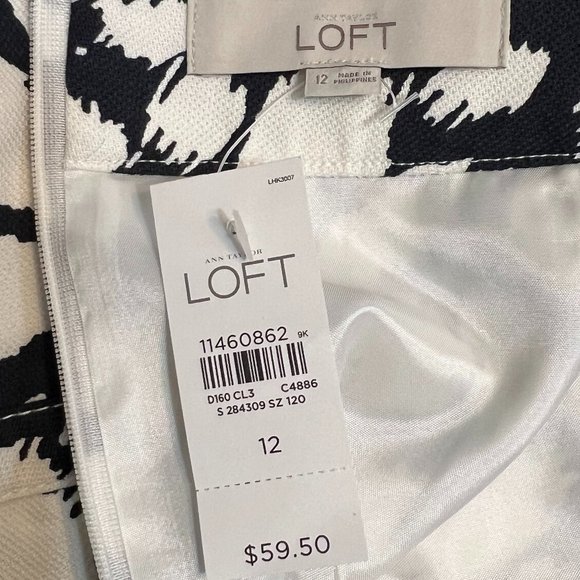 ANN TAYLOR
LOFT
12
MADE IN
PHILIPPINES
LHK3007
ANN TAYLOR
LOFT
11460862 9K
D160 CL3 C4886
S 284309 SZ 120
12
$59.50